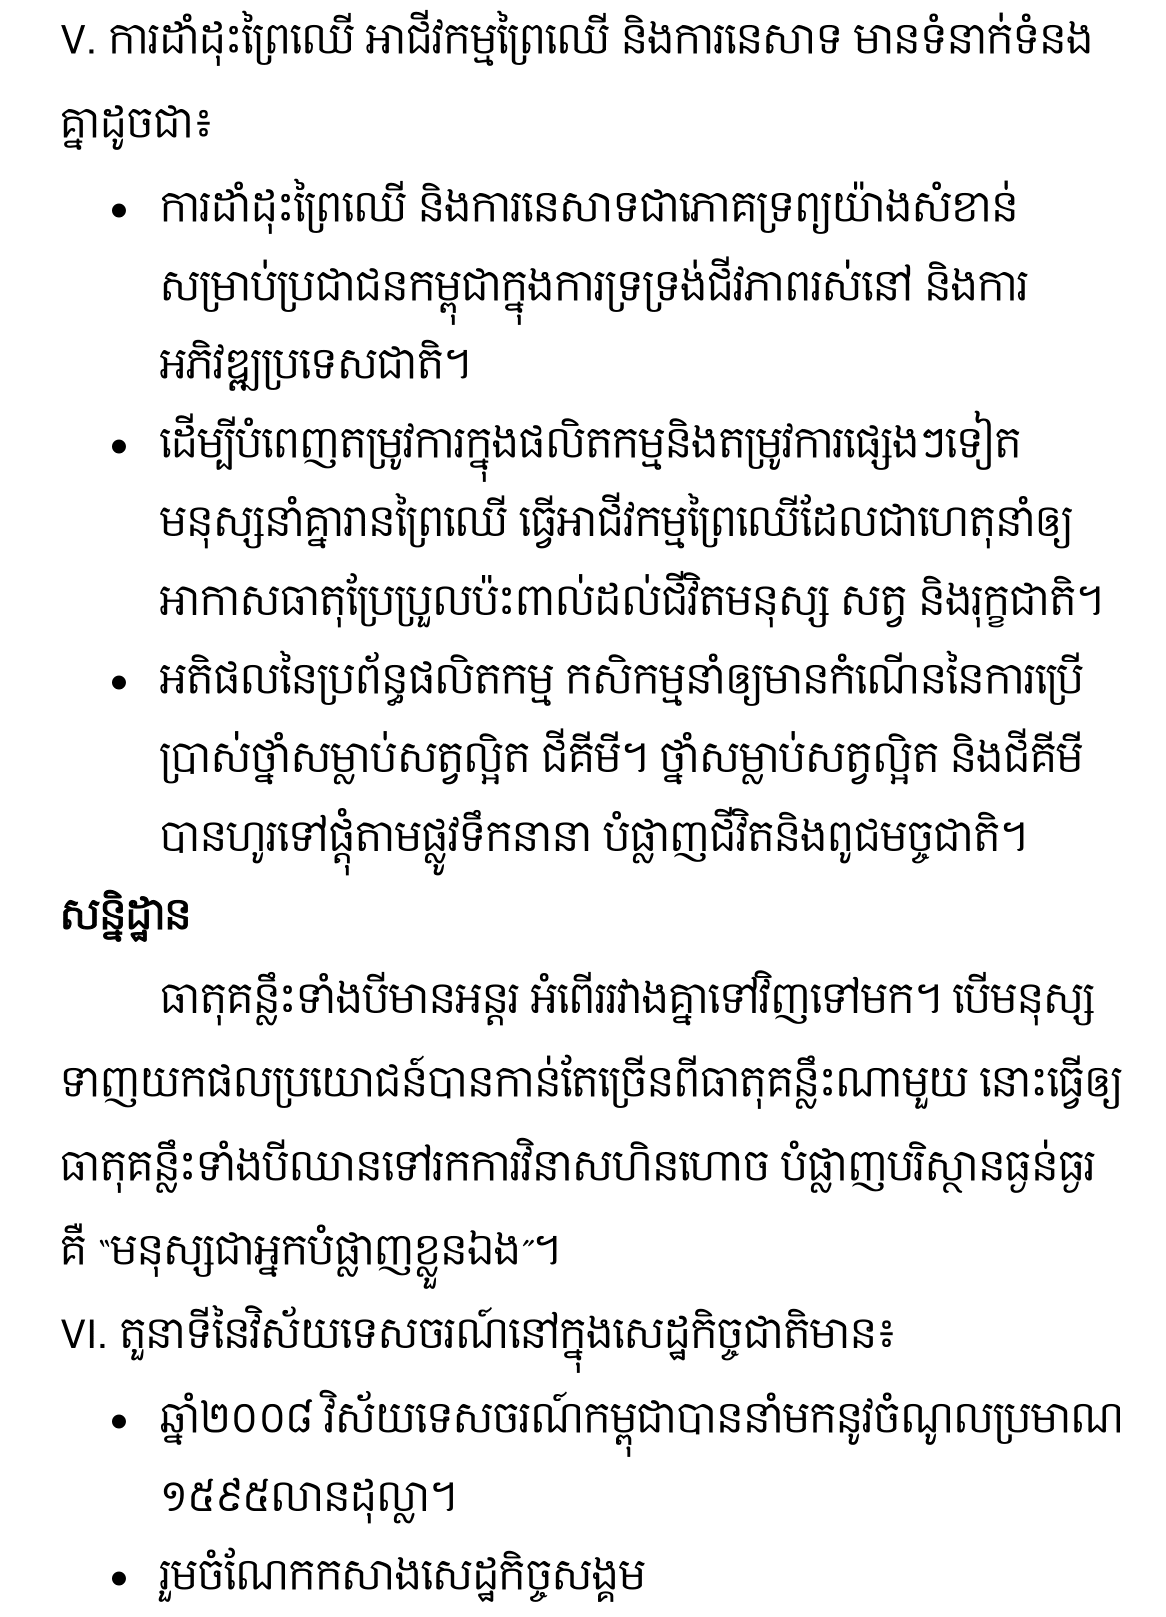 V. ការដាំដុះព្រៃឈើ អាជីវកម្មព្រៃឈើ និងការនេសាទ មានទំនាក់ទំនង
គ្នាដូចជា៖
• ការដាំដុះព្រៃឈើ និងការនេសាទជាភោគទ្រព្យយ៉ាងសំខាន់
សម្រាប់ប្រជាជនកម្ពុជាក្នុងការទ្រទ្រង់ជីវភាពរស់នៅ និងការ
អភិវឌ្ឍប្រទេសជាតិ។
• ដើម្បីបំពេញតម្រូវការក្នុងផលិតកម្មនិងតម្រូវការផ្សេងៗទៀត
មនុស្សនាំគ្នារានព្រៃឈើ ធ្វើអាជីវកម្មព្រៃឈើដែលជាហេតុនាំឲ្យ
អាកាសធាតុប្រែប្រួលប៉ះពាល់ដល់ជីវិតមនុស្ស សត្វ និងរុក្ខជាតិ។
• អតិផលនៃប្រព័ន្ធផលិតកម្ម កសិកម្មនាំឲ្យមានកំណើននៃការប្រើ
ប្រាស់ថ្នាំសម្លាប់សត្វល្អិត ជីគីមី។ ថ្នាំសម្លាប់សត្វល្អិត និងជីគីមី
បានហូរទៅផ្តុំតាមផ្លូវទឹកនានា បំផ្លាញជីវិតនិងពូជមច្ចជាតិ។
សន្និដ្ឋាន
ធាតុគន្លឹះទាំងបីមានអន្តរ អំពើររវាងគ្នាទៅវិញទៅមក។ បើមនុស្ស
ទាញយកផលប្រយោជន៍បានកាន់តែច្រើនពីធាតុគន្លឹះណាមួយ នោះធ្វើឲ្យ
ធាតុគន្លឹះទាំងបីឈានទៅរកការវិនាសហិនហោច បំផ្លាញបរិស្ថានធ្ងន់ធ្ងរ
គឺ “មនុស្សជាអ្នកបំផ្លាញខ្លួនឯង”។
VI. តួនាទីនៃវិស័យទេសចរណ៍នៅក្នុងសេដ្ឋកិច្ចជាតិមាន៖
• ឆ្នាំ២០០៨ វិស័យទេសចរណ៍កម្ពុជាបាននាំមកនូវចំណូលប្រមាណ
១៥៩៥លានដុល្លា។
• រួមចំណែកកសាងសេដ្ឋកិច្ចសង្គម